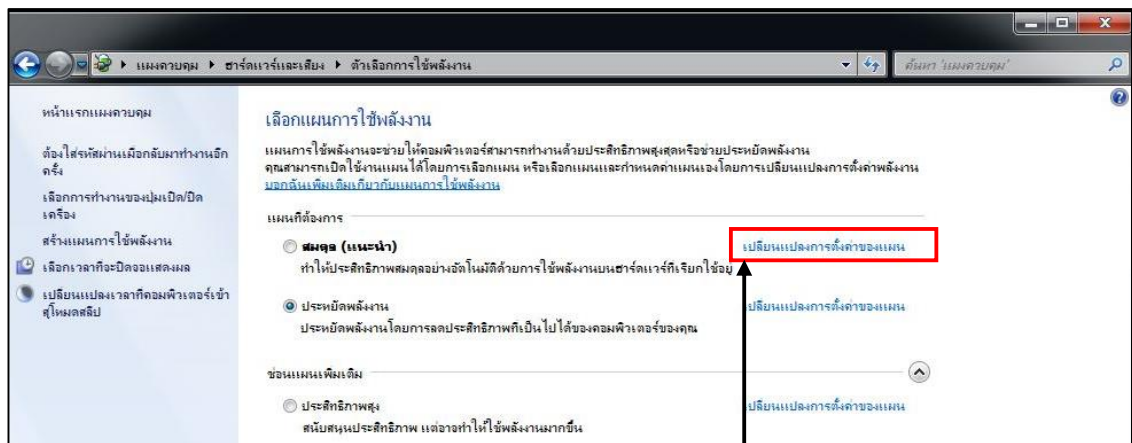 แผงควบคุม ▸ ฮาร์ดแวร์และเสียง ▸ ตัวเลือกการใช้พลังงาน
ค้นหา 'แผงควบคุม'
หน้าแรกแผงควบคุม
ต้องใส่รหัสผ่านเมื่อกลับมาทำงานอีก
ครั้ง
เลือกการทำงานของปุ่มเปิด/ปิด
เครื่อง
สร้างแผนการใช้พลังงาน
เลือกเวลาที่จะปิดจอแสดงผล
เปลี่ยนแปลงเวลาที่คอมพิวเตอร์เข้า
สู่โหมดสลีป
เลือกแผนการใช้พลังงาน
แผนการใช้พลังงานจะช่วยให้คอมพิวเตอร์สามารถทำงานด้วยประสิทธิภาพสูงสุดหรือช่วยประหยัดพลังงาน
คุณสามารถเปิดใช้งานแผนได้โดยการเลือกแผน หรือเลือกแผนและกำหนดค่าแผนเองโดยการเปลี่ยนแปลงการตั้งค่าพลังงาน
บอกฉันเพิ่มเติมเกี่ยวกับแผนการใช้พลังงาน
แผนที่ต้องการ
สมดุล (แนะนำ)
เปลี่ยนแปลงการตั้งค่าของแผน
ทำให้ประสิทธิภาพสมดุลอย่างอัตโนมัติด้วยการใช้พลังงานบนฮาร์ดแวร์ที่เรียกใช้อยู่
ประหยัดพลังงาน
เปลี่ยนแปลงการตั้งค่าของแผน
ประหยัดพลังงานโดยการลดประสิทธิภาพที่เป็นไปได้ของคอมพิวเตอร์ของคุณ
ซ่อนแผนเพิ่มเติม
ประสิทธิภาพสูง
เปลี่ยนแปลงการตั้งค่าของแผน
สนับสนุนประสิทธิภาพ แต่อาจทำให้ใช้พลังงานมากขึ้น